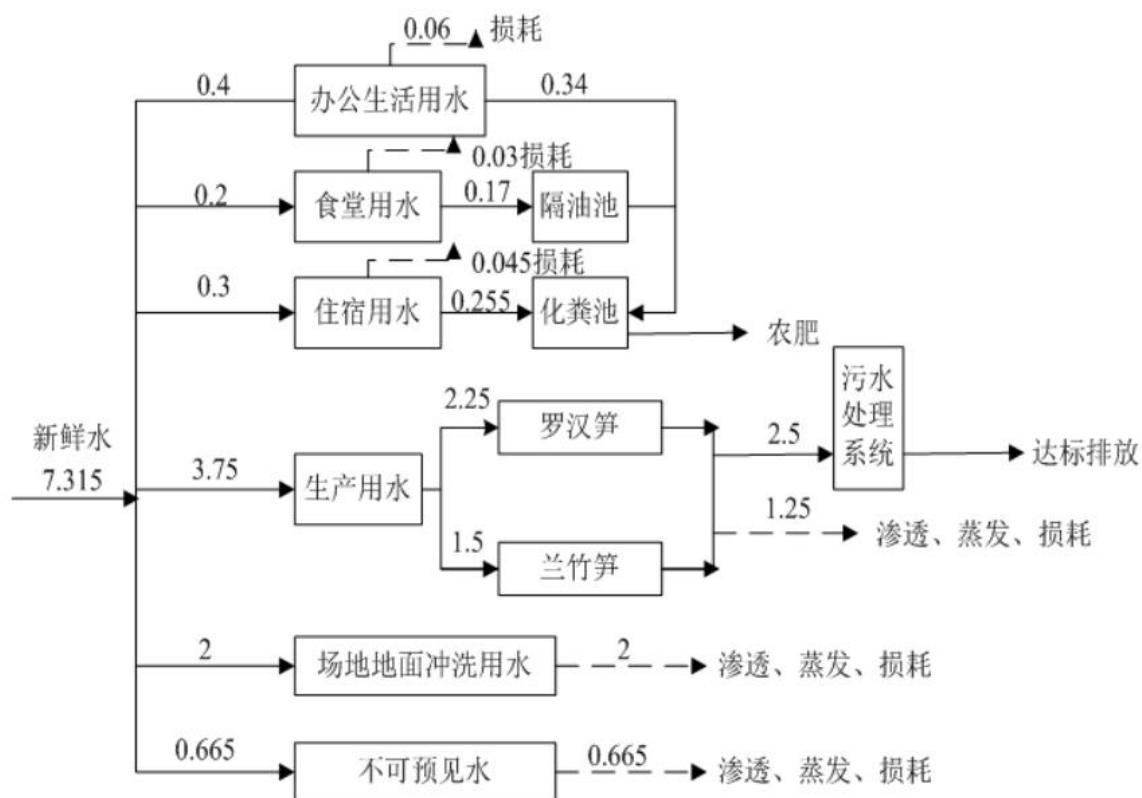 0.06 损耗
0.4 办公生活用水 0.34
0.03损耗
0.2 食堂用水 0.17 隔油池
0.045损耗
0.3 住宿用水 0.255 化粪池
农肥
污水处理系统
2.25 罗汉笋
2.5
达标排放
新鲜水
7.315
3.75 生产用水
1.25
渗透、蒸发、损耗
1.5 兰竹笋
2 场地地面冲洗用水 2 渗透、蒸发、损耗
0.665 不可预见水 0.665 渗透、蒸发、损耗